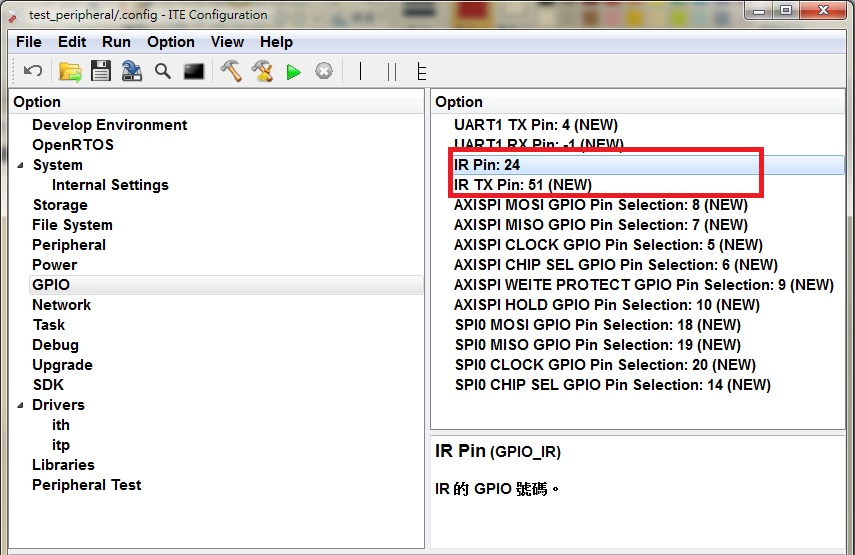 test_peripheral/.config - ITE Configuration
File Edit Run Option View Help
Option
Develop Environment
OpenRTOS
System
Internal Settings
Storage
File System
Peripheral
Power
GPIO
Network
Task
Debug
Upgrade
SDK
Drivers
ith
itp
Libraries
Peripheral Test
Option
UART1 TX Pin: 4 (NEW)
UART1 RX Pin: -1 (NEW)
IR Pin: 24
IR TX Pin: 51 (NEW)
AXISPI MOSI GPIO Pin Selection: 8 (NEW)
AXISPI MISO GPIO Pin Selection: 7 (NEW)
AXISPI CLOCK GPIO Pin Selection: 5 (NEW)
AXISPI CHIP SEL GPIO Pin Selection: 6 (NEW)
AXISPI WEITE PROTECT GPIO Pin Selection: 9 (NEW)
AXISPI HOLD GPIO Pin Selection: 10 (NEW)
SPI0 MOSI GPIO Pin Selection: 18 (NEW)
SPI0 MISO GPIO Pin Selection: 19 (NEW)
SPI0 CLOCK GPIO Pin Selection: 20 (NEW)
SPI0 CHIP SEL GPIO Pin Selection: 14 (NEW)
IR Pin (GPIO_IR)
IR 的 GPIO 號碼。